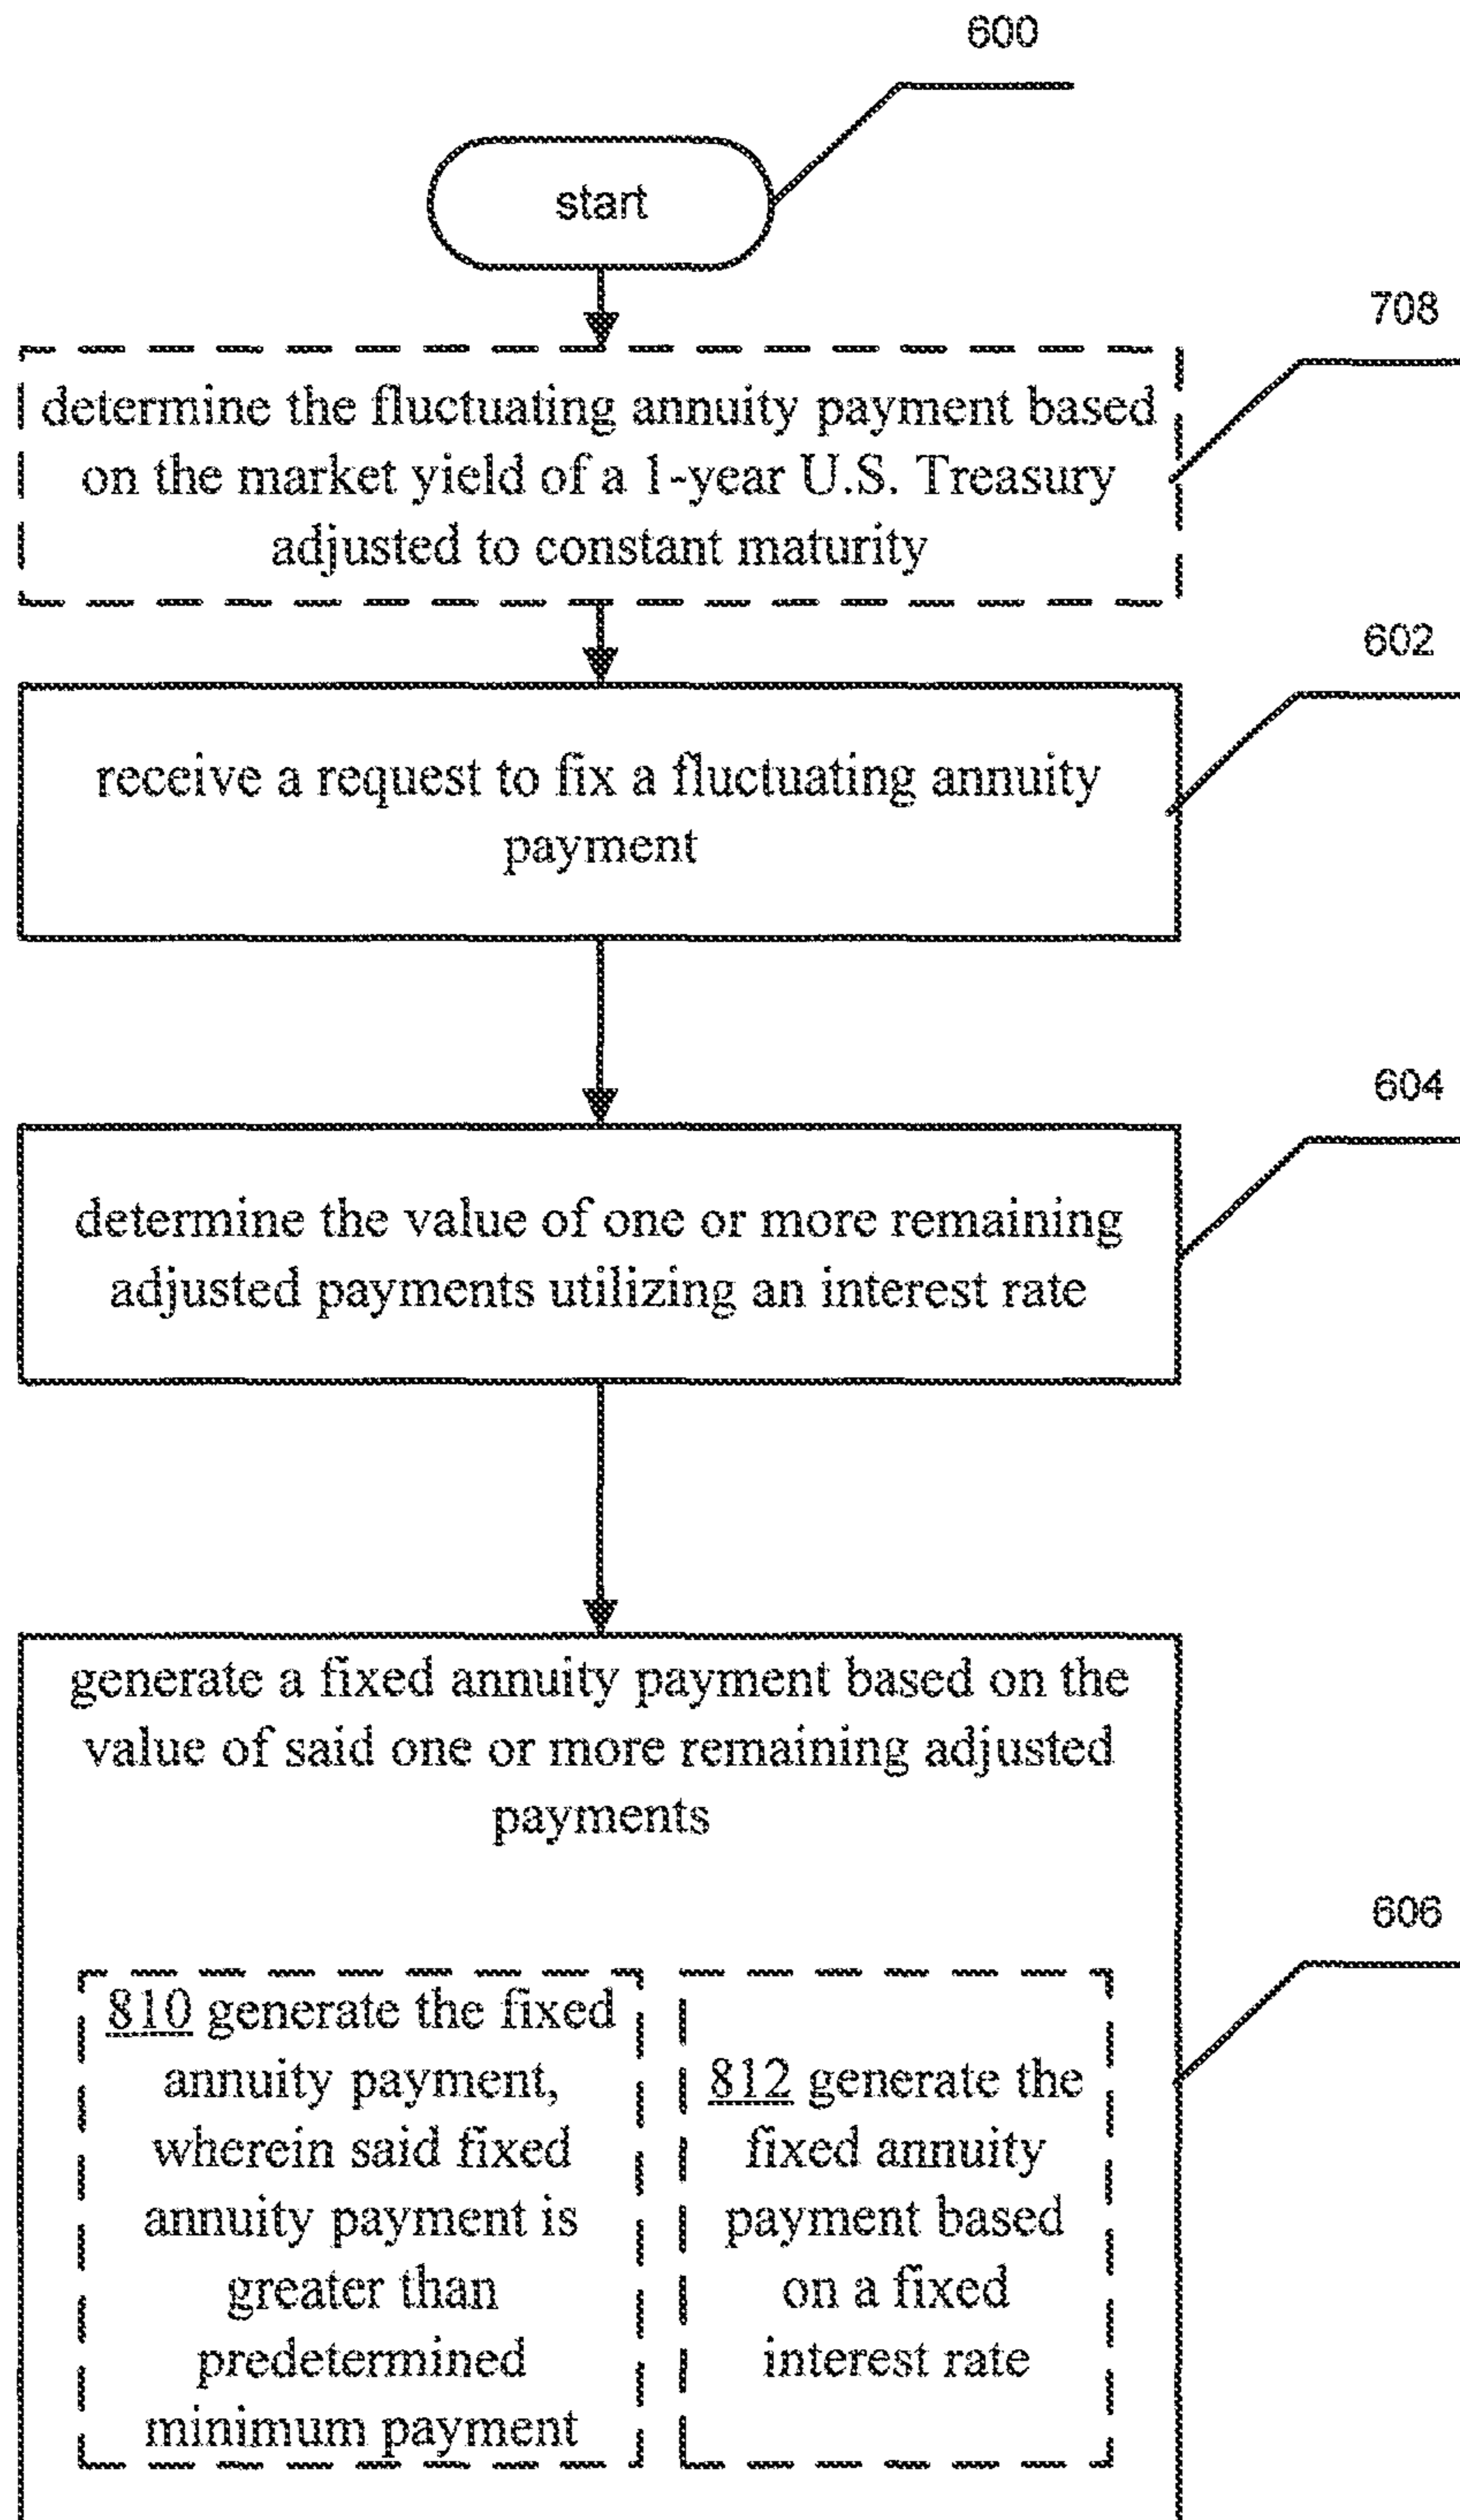 600
start
708
determine the fluctuating annuity payment based
on the market yield of a 1-year U.S. Treasury
adjusted to constant maturity
602
receive a request to fix a fluctuating annuity
payment
604
determine the value of one or more remaining
adjusted payments utilizing an interest rate
generate a fixed annuity payment based on the
value of said one or more remaining adjusted
payments
606
810 generate the fixed
annuity payment,
wherein said fixed
annuity payment is
greater than
predetermined
minimum payment
812 generate the
fixed annuity
payment based
on a fixed
interest rate